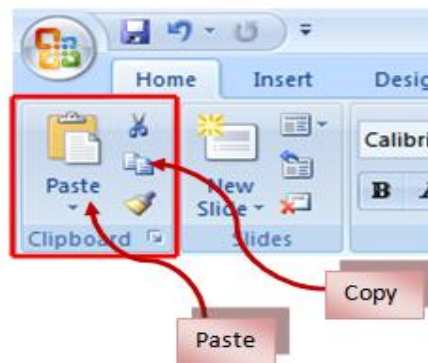 Home Insert Desig
Paste New Slide Calibri
B
Clipboard Slides
Copy
Paste